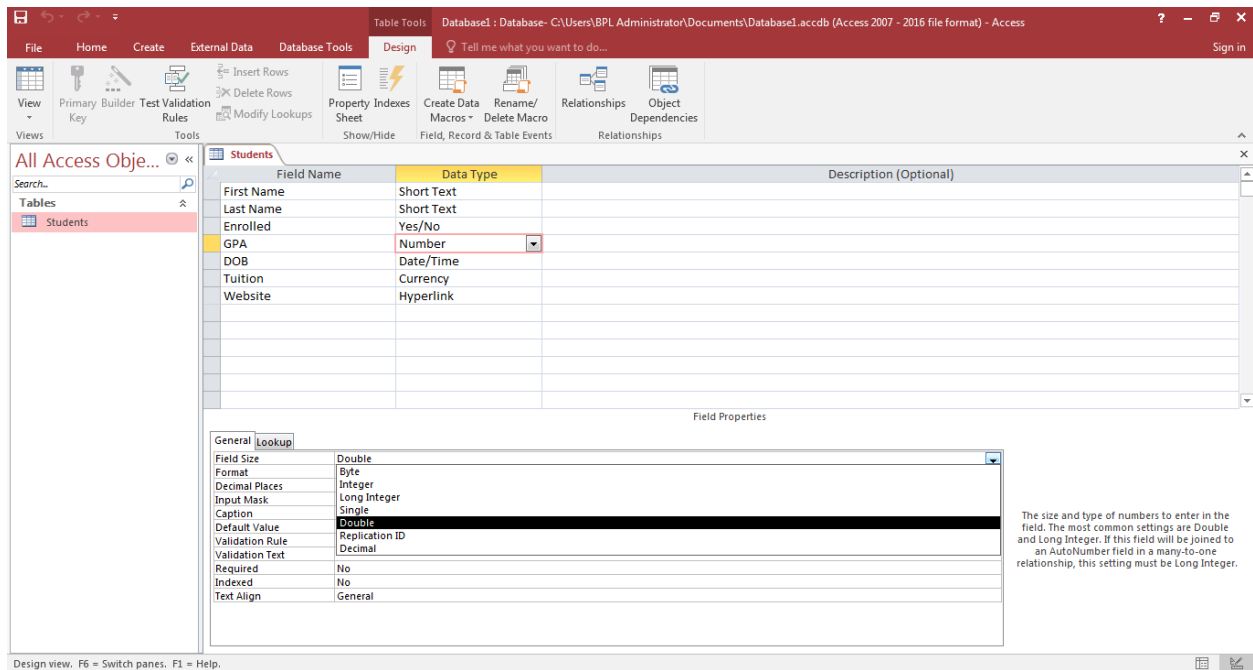 Table Tools
Database1 : Database- C:\Users\BPL Administrator\Documents\Database1.accdb (Access 2007 - 2016 file format) - Access
?
File Home Create External Data Database Tools Design Tell me what you want to do... Sign in
View
Primary Key
Builder
Test Validation Rules
Insert Rows
Delete Rows
Modify Lookups
Property Sheet
Indexes
Create Data Macros
Rename/ Delete Macro
Relationships
Object Dependencies
Views Tools Show/Hide Field, Record & Table Events Relationships
All Access Obje...
Search...
Tables
Students
Students
Field Name Data Type Description (Optional)
First Name Short Text
Last Name Short Text
Enrolled Yes/No
GPA Number
DOB Date/Time
Tuition Currency
Website Hyperlink
Field Properties
General Lookup
Field Size Double
Format
Decimal Places
Input Mask
Caption
Default Value
Validation Rule
Validation Text
Required No
Indexed No
Text Align General
Byte
Integer
Long Integer
Single
Double
Replication ID
Decimal
The size and type of numbers to enter in the
field. The most common settings are Double
and Long Integer. If this field will be joined to
an AutoNumber field in a many-to-one
relationship, this setting must be Long Integer.
Design view. F6 = Switch panes. F1 = Help.